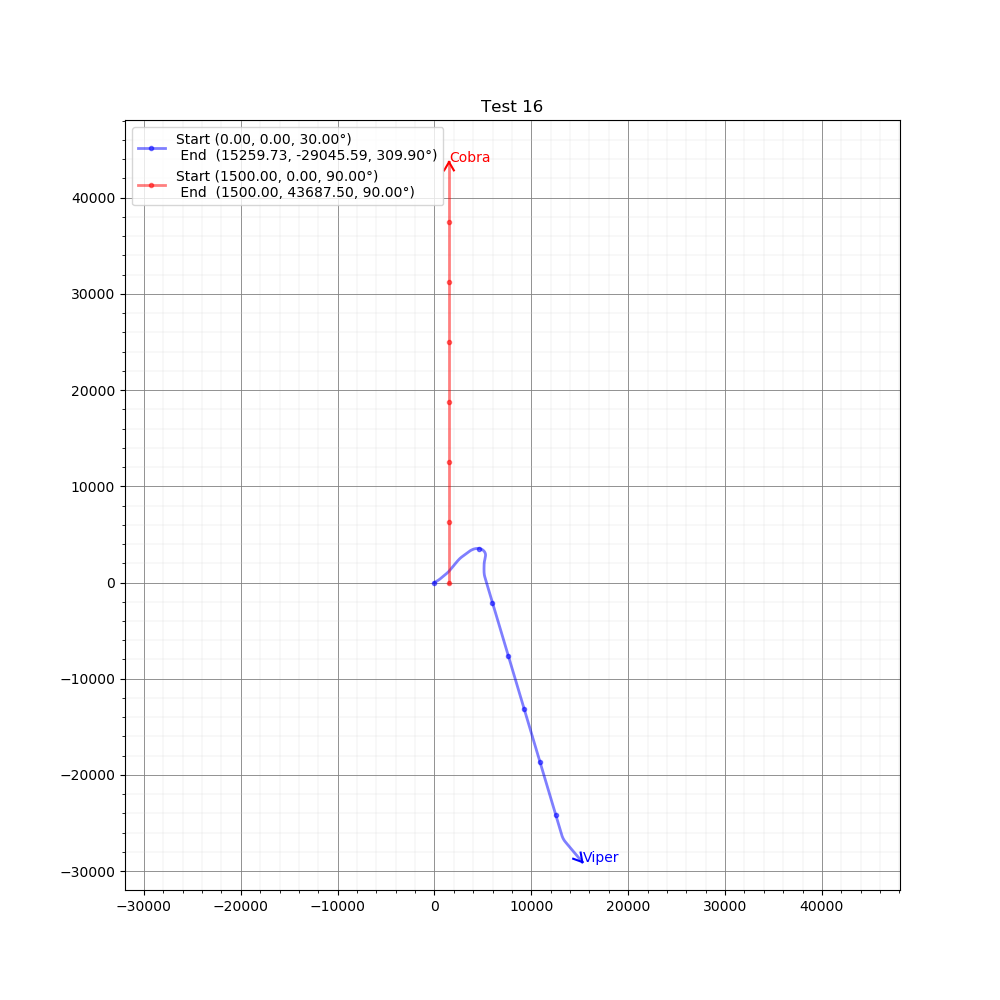 Test 16
Start (0.00, 0.00, 30.00°)
End  (15259.73, -29045.59, 309.90°)
Start (1500.00, 0.00, 90.00°)
End  (1500.00, 43687.50, 90.00°)
Cobra
40000
30000
20000
10000
0
−10000
−20000
−30000
Viper
−30000 −20000 −10000 0 10000 20000 30000 40000